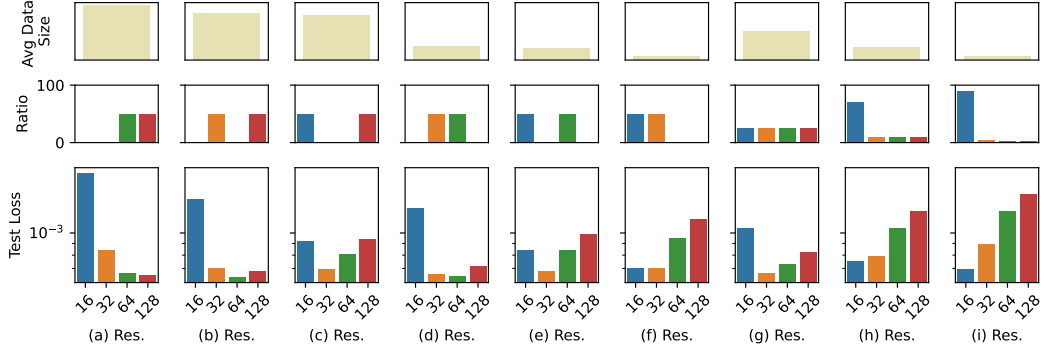 Avg Data
Size
100
Ratio
0
Test Loss
10⁻³
16 32 64 128
16 32 64 128
16 32 64 128
16 32 64 128
16 32 64 128
16 32 64 128
16 32 64 128
16 32 64 128
16 32 64 128
(a) Res.
(b) Res.
(c) Res.
(d) Res.
(e) Res.
(f) Res.
(g) Res.
(h) Res.
(i) Res.